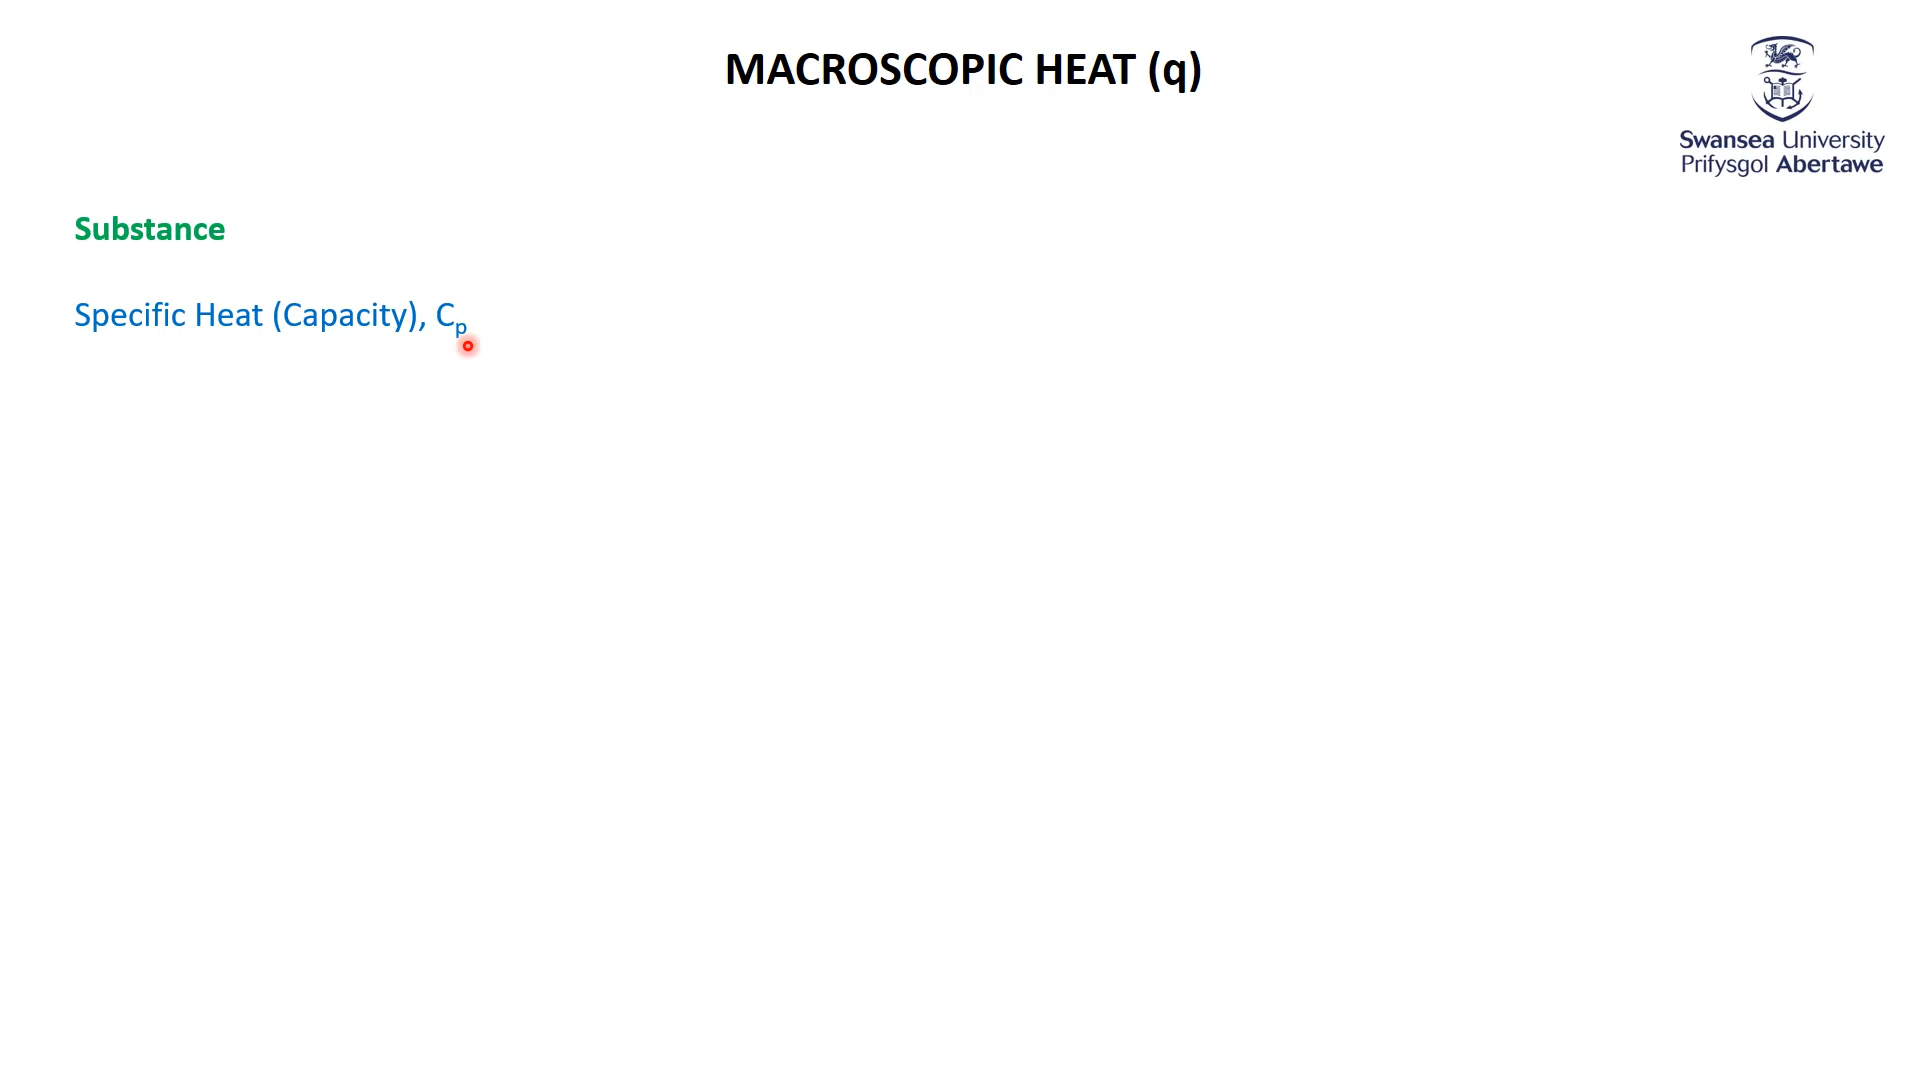 MACROSCOPIC HEAT (q)
Swansea University
Prifysgol Abertawe
Substance
Specific Heat (Capacity), Cp